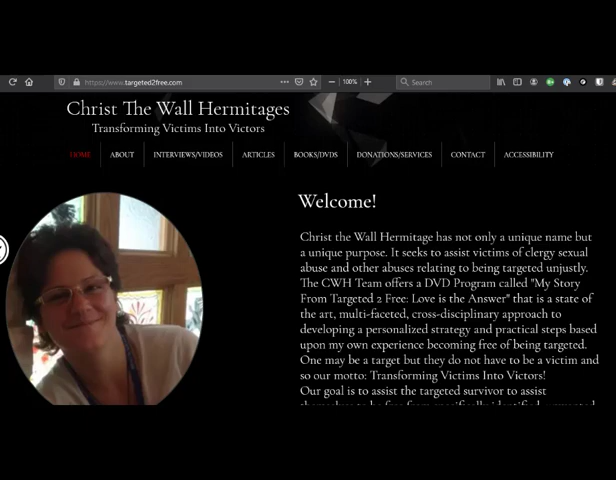 https://www.targeted2free.com
100%
Search
Christ The Wall Hermitages
Transforming Victims Into Victors
HOME ABOUT INTERVIEWS/VIDEOS ARTICLES BOOKS/DVDS DONATIONS/SERVICES CONTACT ACCESSIBILITY
Welcome!
Christ the Wall Hermitage has not only a unique name but
a unique purpose. It seeks to assist victims of clergy sexual
abuse and other abuses relating to being targeted unjustly.
The CWH Team offers a DVD Program called "My Story
From Targeted 2 Free: Love is the Answer" that is a state of
the art, multi-faceted, cross-disciplinary approach to
developing a personalized strategy and practical steps based
upon my own experience becoming free of being targeted.
One may be a target but they do not have to be a victim and
so our motto: Transforming Victims Into Victors!
Our goal is to assist the targeted survivor to assist